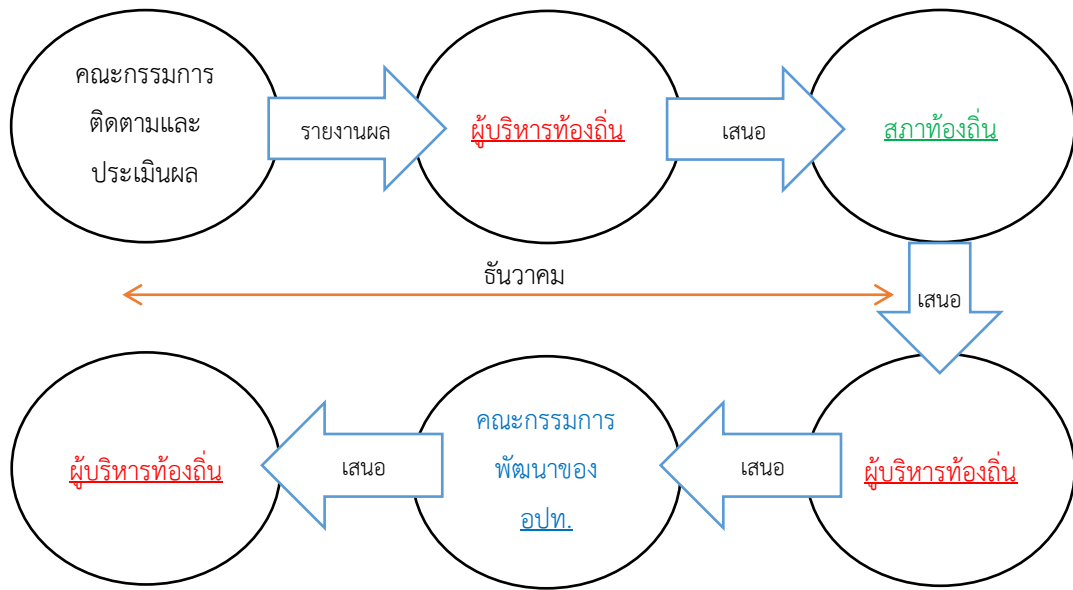 คณะกรรมการ
ติดตามและ
ประเมินผล
รายงานผล
ผู้บริหารท้องถิ่น
เสนอ
สภาท้องถิ่น
ธันวาคม
เสนอ
ผู้บริหารท้องถิ่น
เสนอ
คณะกรรมการ
พัฒนาของ
อปท.
เสนอ
ผู้บริหารท้องถิ่น